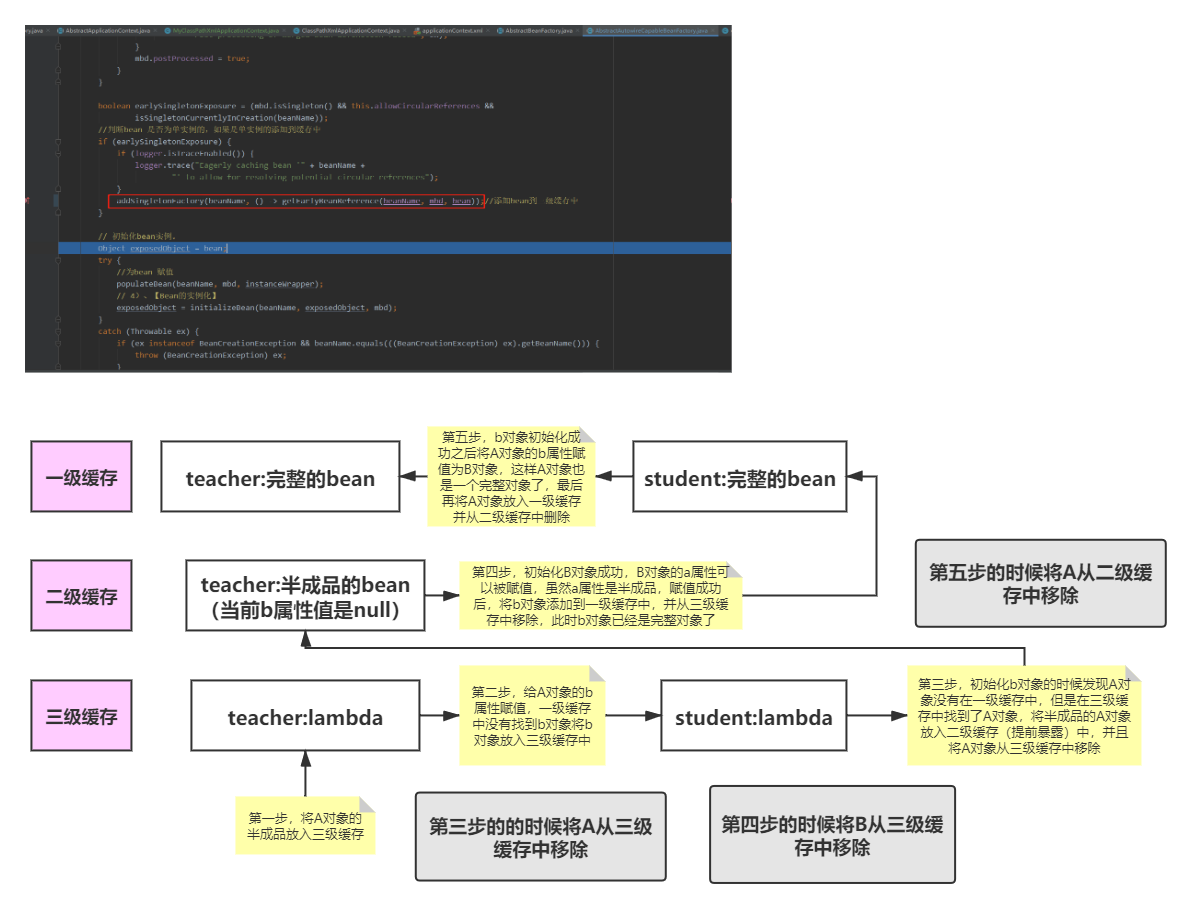 AbstractApplicationContext.java
MyClassPathXmlApplicationContext.java
ClassPathXmlApplicationContext.java
applicationContext.xml
AbstractBeanFactory.java
AbstractAutowireCapableBeanFactory.java
}
mbd.postProcessed = true;
}
}
boolean earlySingletonExposure = (mbd.isSingleton() && this.allowCircularReferences &&
isSingletonCurrentlyInCreation(beanName));
//判断bean 是否为单实例的，如果是单实例的添加到缓存中
if (earlySingletonExposure) {
if (logger.isTraceEnabled()) {
logger.trace("Eagerly caching bean '" + beanName +
"' to allow for resolving potential circular references");
}
addSingletonFactory(beanName, () -> getEarlyBeanReference(beanName, mbd, bean));//添加bean到 级缓存中
}
// 初始化bean实例。
Object exposedObject = bean;
try {
//为bean 赋值
populateBean(beanName, mbd, instanceWrapper);
// 4）、【Bean的实例化】
exposedObject = initializeBean(beanName, exposedObject, mbd);
}
catch (Throwable ex) {
if (ex instanceof BeanCreationException && beanName.equals(((BeanCreationException) ex).getBeanName())) {
throw (BeanCreationException) ex;
}
一级缓存
teacher:完整的bean
第五步，b对象初始化成
功之后将A对象的b属性赋
值为B对象，这样A对象也
是一个完整对象了，最后
再将A对象放入一级缓存
并从二级缓存中删除
student:完整的bean
二级缓存
teacher:半成品的bean
（当前b属性值是null）
第四步，初始化B对象成功，B对象的a属性可
以被赋值，虽然a属性是半成品，赋值成功
后，将b对象添加到一级缓存中，并从三级缓
存中移除，此时b对象已经是完整对象了
第五步的时候将A从二级缓
存中移除
三级缓存
teacher:lambda
第二步，给A对象的b
属性赋值，一级缓存
中没有找到b对象将b
对象放入三级缓存中
student:lambda
第三步，初始化b对象的时候发现A对
象没有在一级缓存中，但是在三级缓
存中找到了A对象，将半成品的A对象
放入二级缓存（提前暴露）中，并且
将A对象从三级缓存中移除
第一步，将A对象的
半成品放入三级缓存
第三步的的时候将A从三级
缓存中移除
第四步的时候将B从三级缓
存中移除